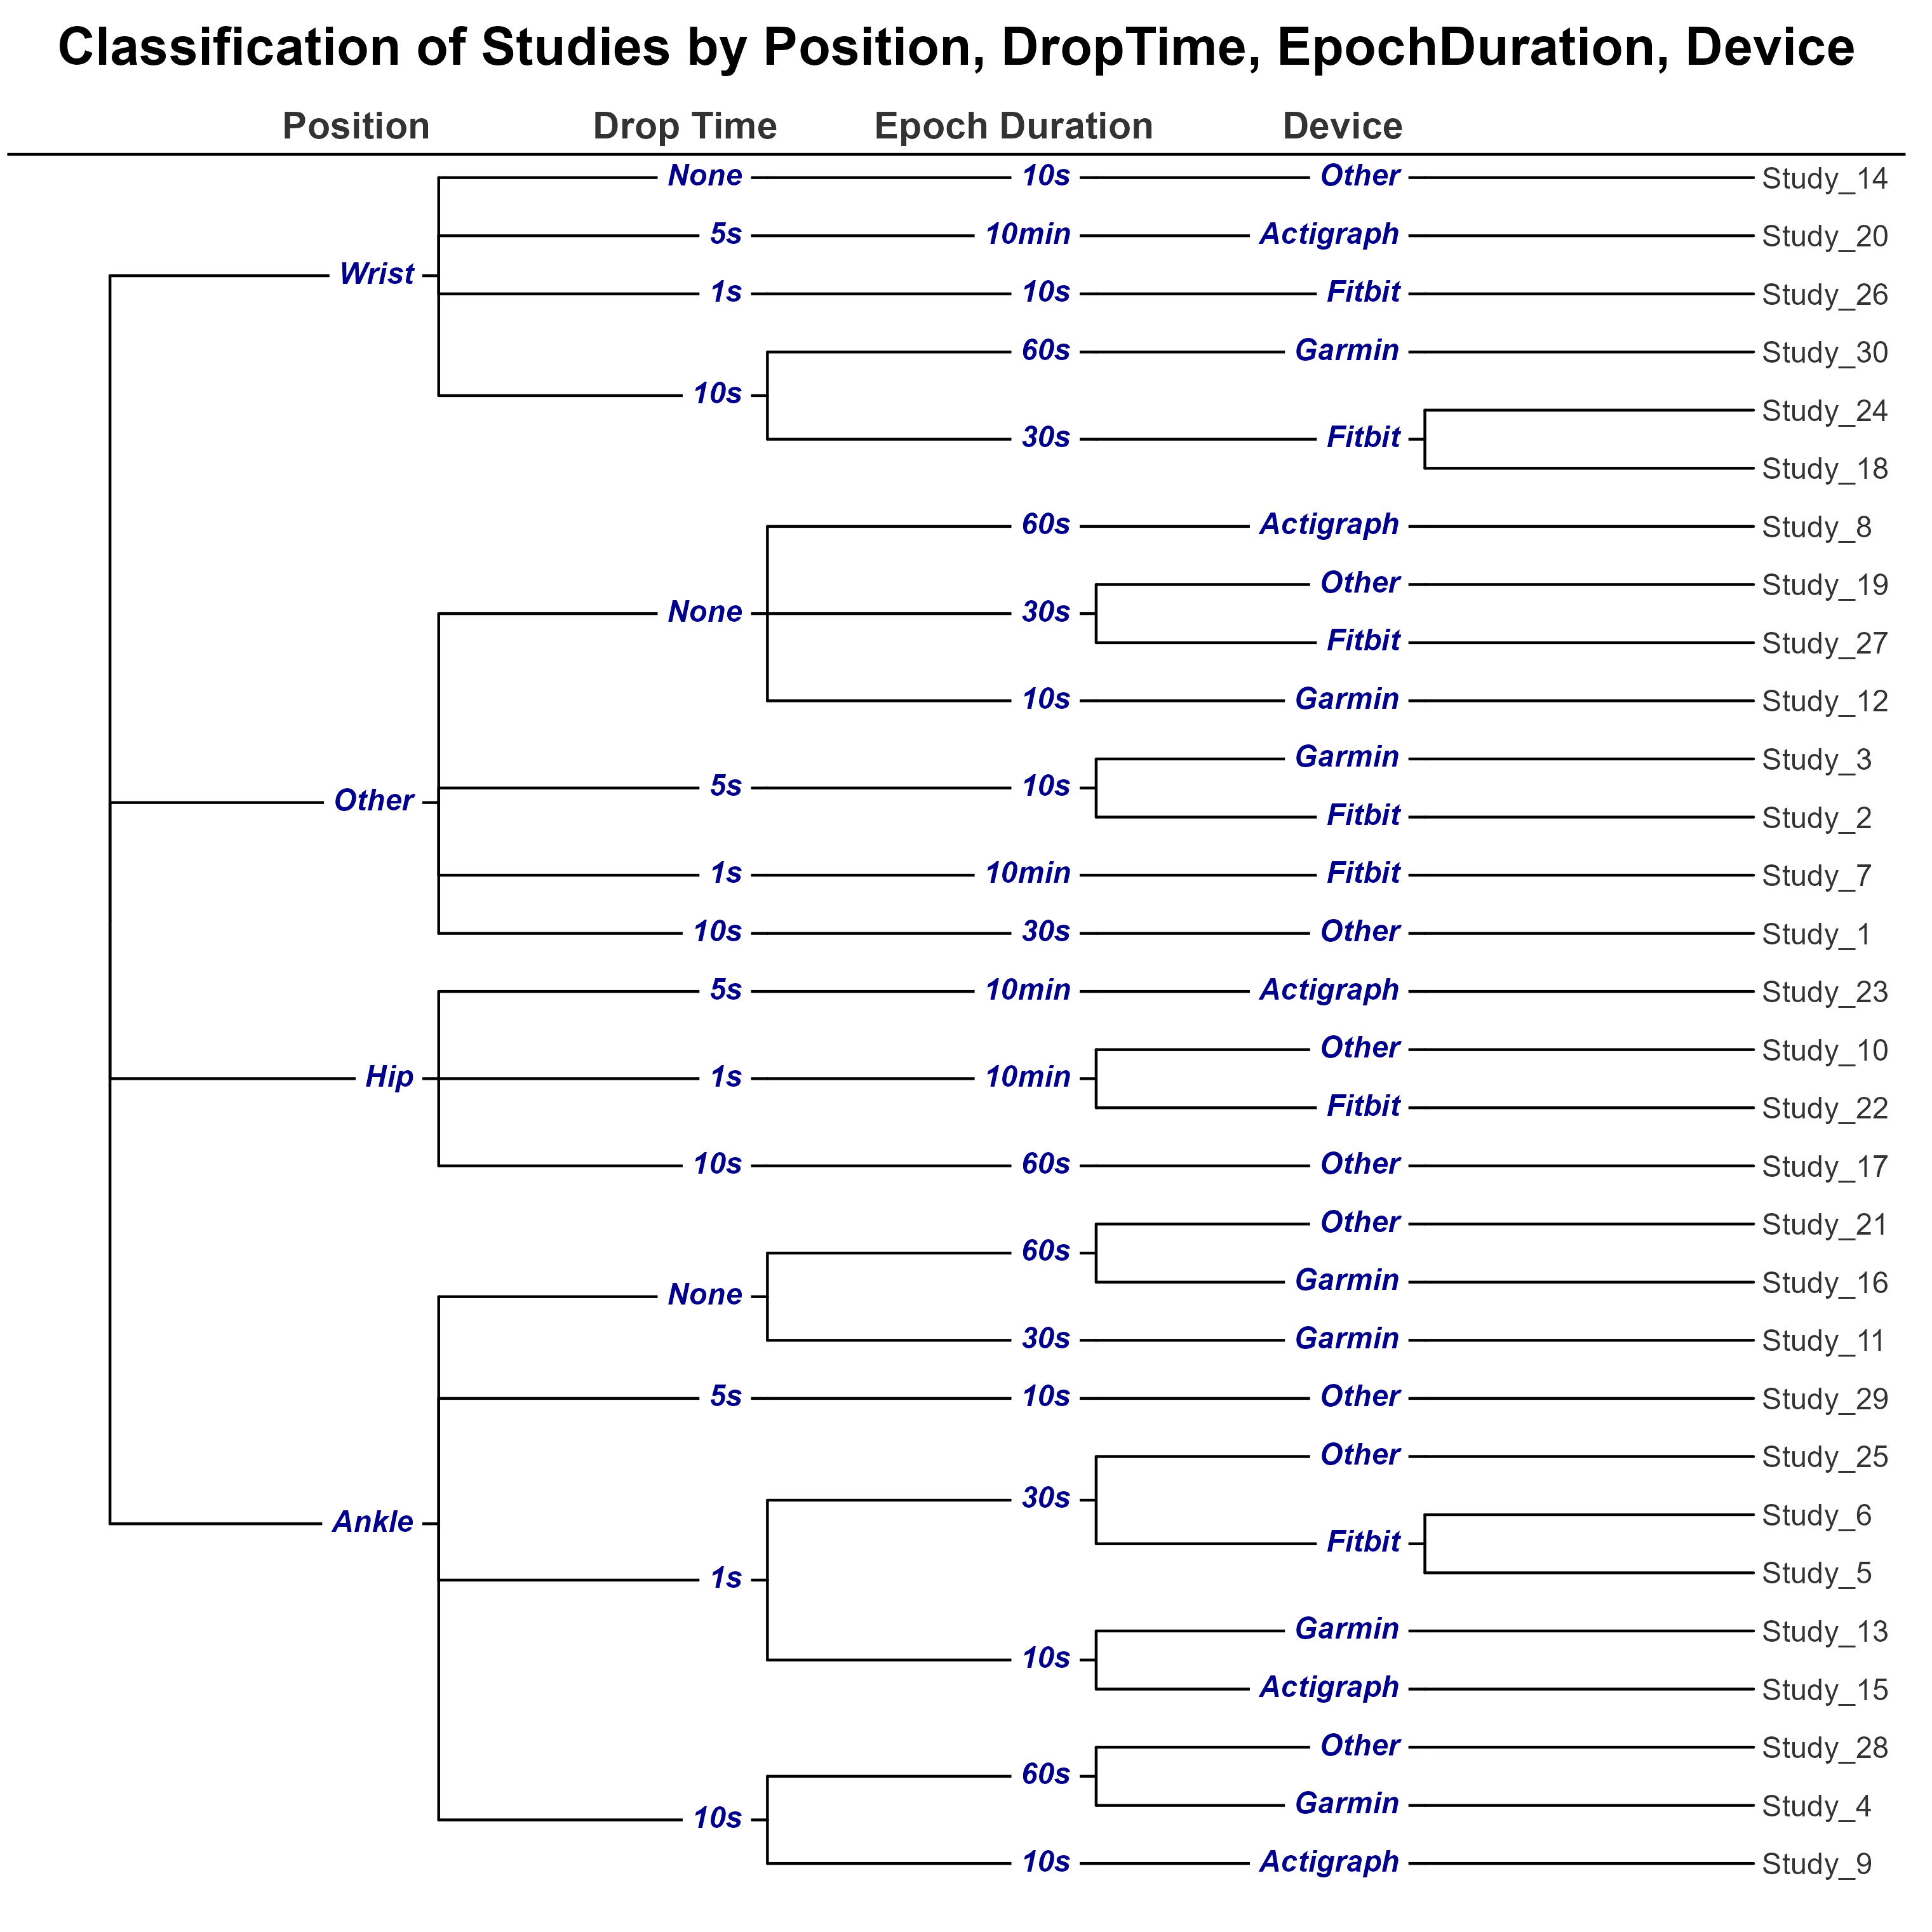 Classification of Studies by Position, DropTime, EpochDuration, Device
Position Drop Time Epoch Duration Device
None 10s Other Study_14
5s 10min Actigraph Study_20
Wrist
1s 10s Fitbit Study_26
60s Garmin Study_30
10s
Study_24
30s Fitbit
Study_18
60s Actigraph Study_8
Other Study_19
None 30s
Fitbit Study_27
10s Garmin Study_12
Garmin Study_3
5s 10s
Other
Fitbit Study_2
1s 10min Fitbit Study_7
10s 30s Other Study_1
5s 10min Actigraph Study_23
Other Study_10
Hip 1s 10min
Fitbit Study_22
10s 60s Other Study_17
Other Study_21
60s
Garmin Study_16
None
30s Garmin Study_11
5s 10s Other Study_29
Other Study_25
30s
Study_6
Ankle
Fitbit
Study_5
1s
Garmin Study_13
10s
Actigraph Study_15
Other Study_28
60s
Garmin Study_4
10s
10s Actigraph Study_9